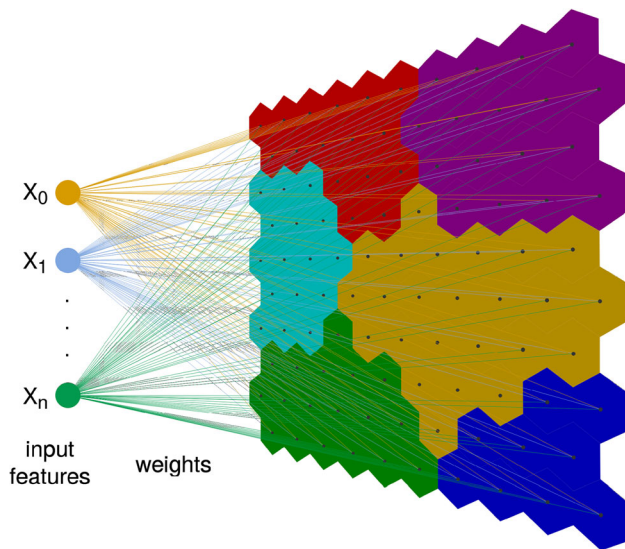 X0
X1
.
.
.
Xn
input
features
weights